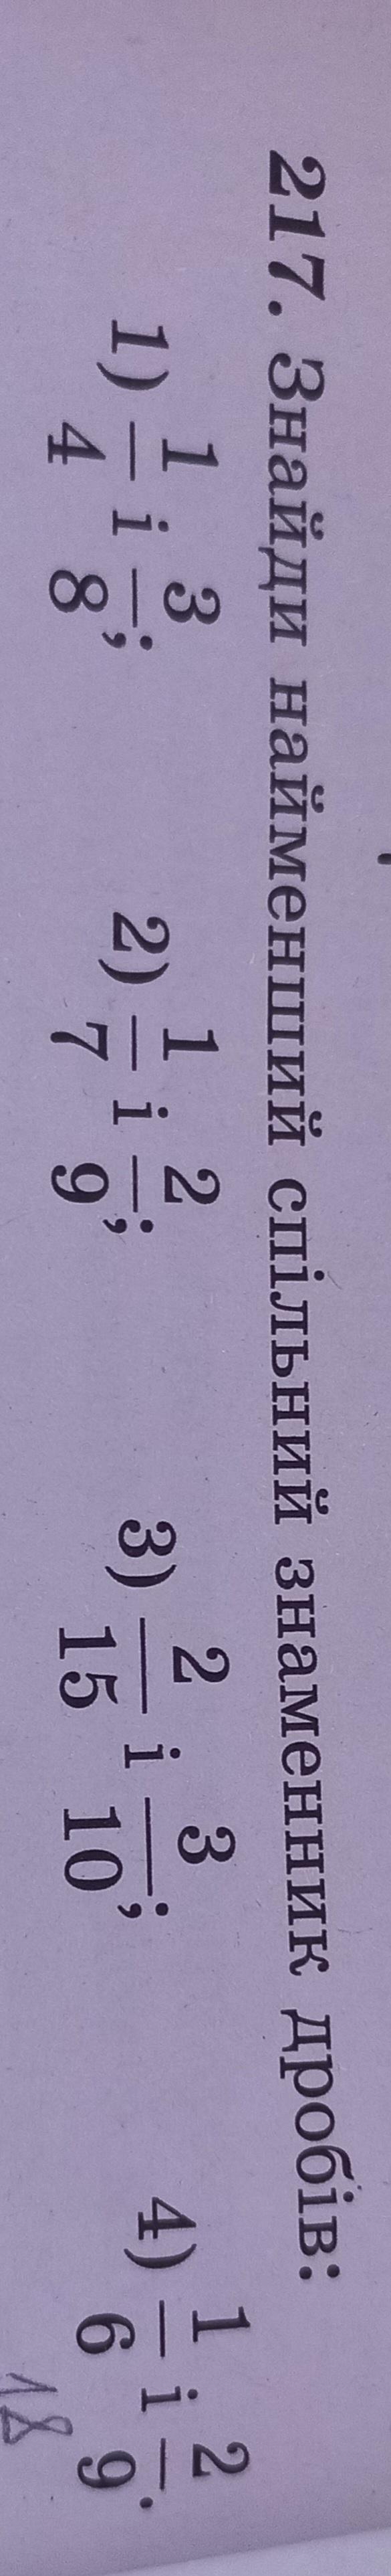 217. Знайди найменший спільний знаменник дробів:
1) 1/4 і 3/8; 2) 1/7 і 2/9; 3) 2/15 і 3/10; 4) 1/6 і 2/9.
18